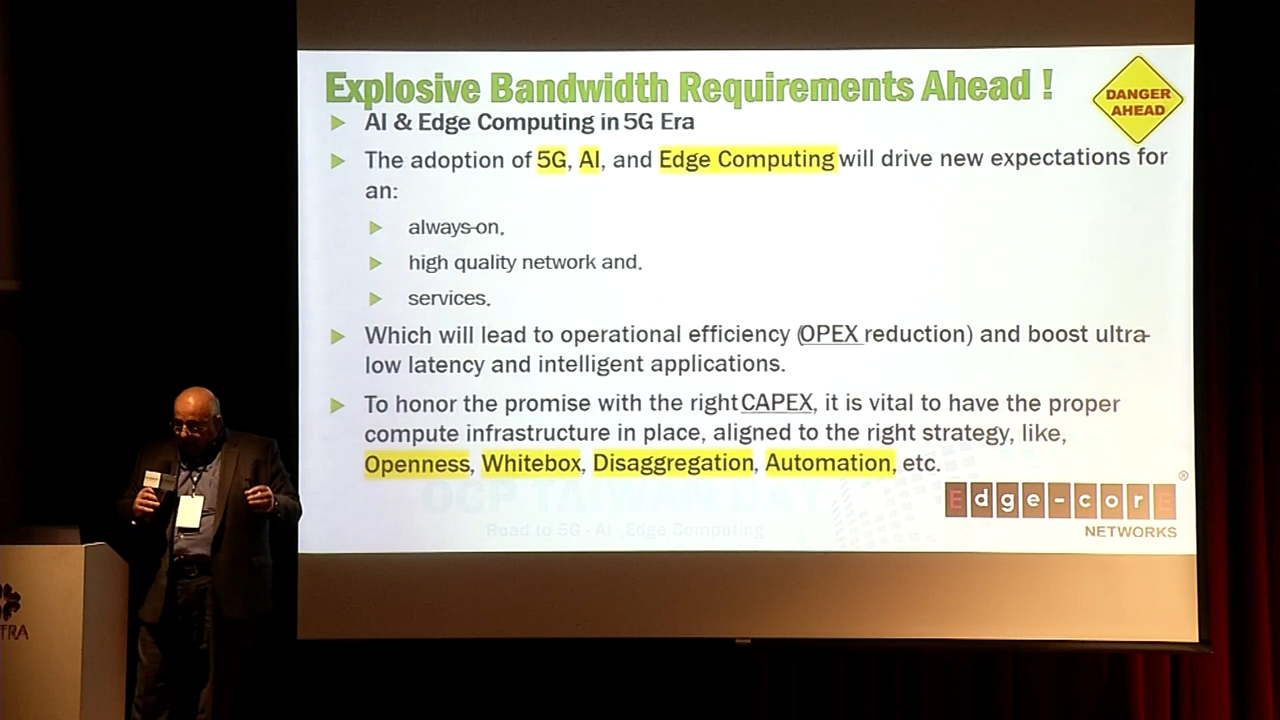 Explosive Bandwidth Requirements Ahead !
DANGER
AHEAD
AI & Edge Computing in 5G Era
The adoption of 5G, AI, and Edge Computing will drive new expectations for
an:
always-on,
high quality network and,
services,
Which will lead to operational efficiency (OPEX reduction) and boost ultra-
low latency and intelligent applications.
To honor the promise with the right CAPEX, it is vital to have the proper
compute infrastructure in place, aligned to the right strategy, like,
Openness, Whitebox, Disaggregation, Automation, etc.
OCP TAIWAN DAY
Road to 5G · AI · Edge Computing
Edge-corE
®
NETWORKS
TRA